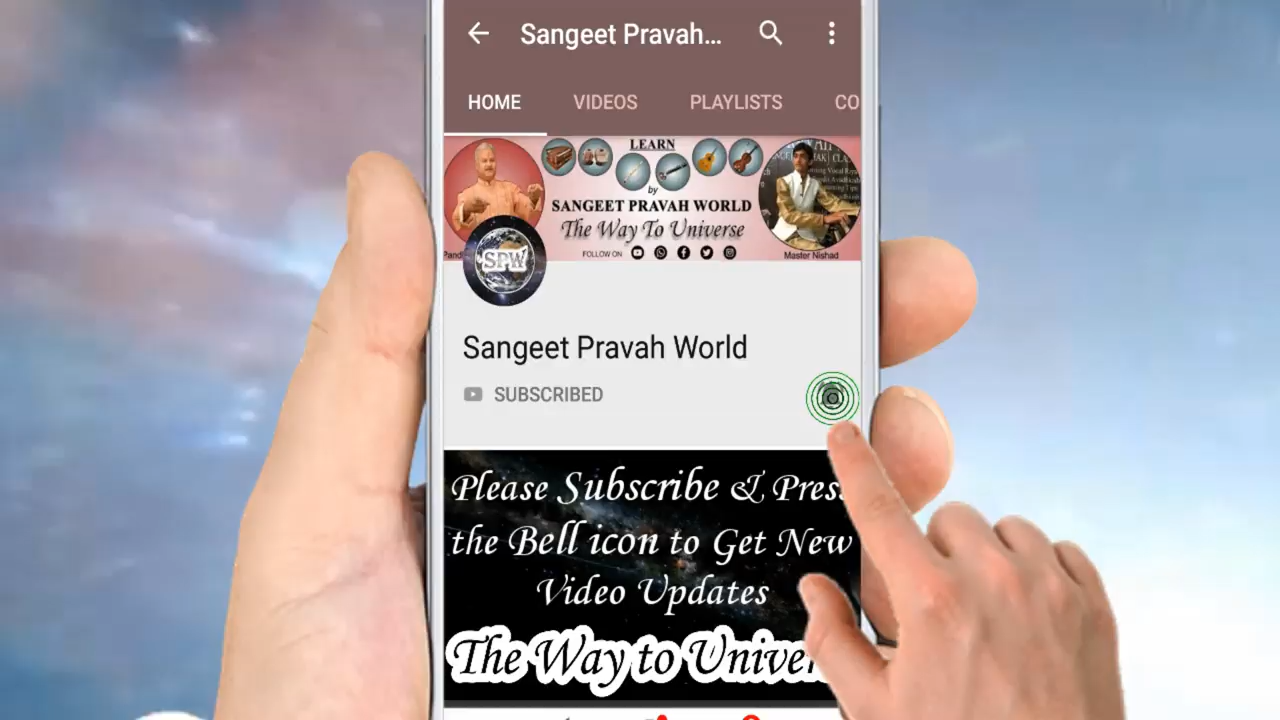 Sangeet Pravah...
HOME VIDEOS PLAYLISTS CO
LEARN
by
SANGEET PRAVAH WORLD
The Way To Universe
FOLLOW ON
Master Nishad
SPW
Sangeet Pravah World
SUBSCRIBED
Please Subscribe & Press
the Bell icon to Get New
Video Updates
The Way to Univer